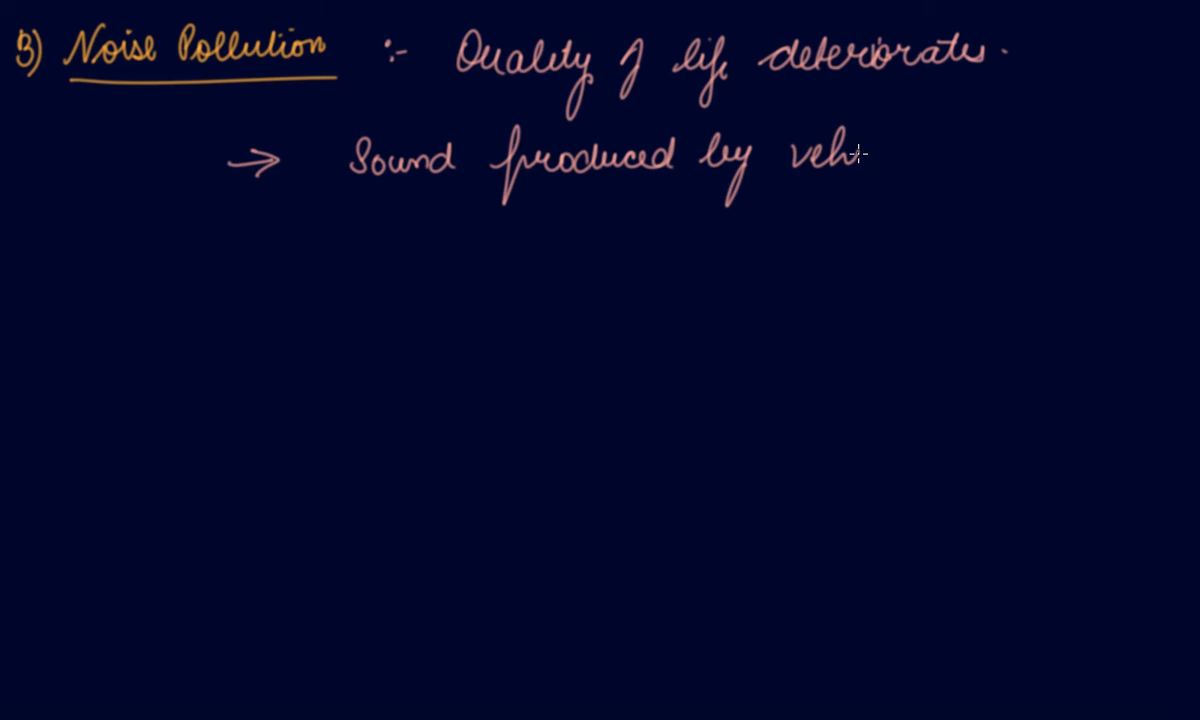 3) Noise Pollution :- Quality of life deteriorates.
→ Sound produced by veh